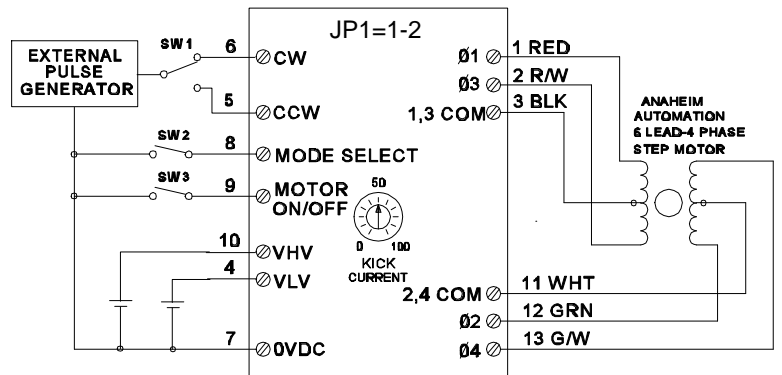 JP1=1-2
EXTERNAL
PULSE
GENERATOR
SW1
6
CW
5
CCW
SW2
8
MODE SELECT
SW3
9
MOTOR
ON/OFF
50
0
100
KICK
CURRENT
10
VHV
4
VLV
7
0VDC
Ø1
1 RED
Ø3
2 R/W
1,3 COM
3 BLK
ANAHEIM
AUTOMATION
6 LEAD-4 PHASE
STEP MOTOR
2,4 COM
11 WHT
Ø2
12 GRN
Ø4
13 G/W